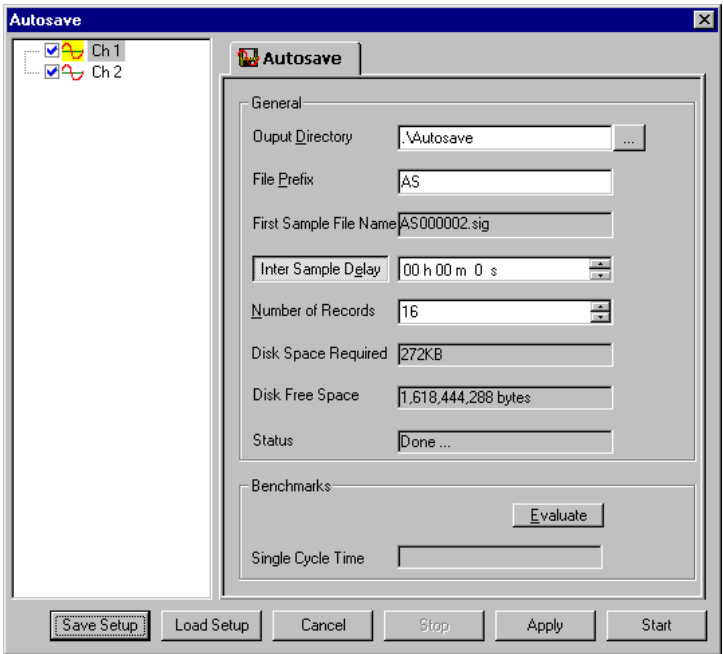 Autosave
Ch 1
Ch 2
Autosave
General
Ouput Directory .\Autosave ...
File Prefix AS
First Sample File Name AS000002.sig
Inter Sample Delay 00 h 00 m 0 s
Number of Records 16
Disk Space Required 272KB
Disk Free Space 1,618,444,288 bytes
Status Done ...
Benchmarks
Evaluate
Single Cycle Time
Save Setup Load Setup Cancel Stop Apply Start